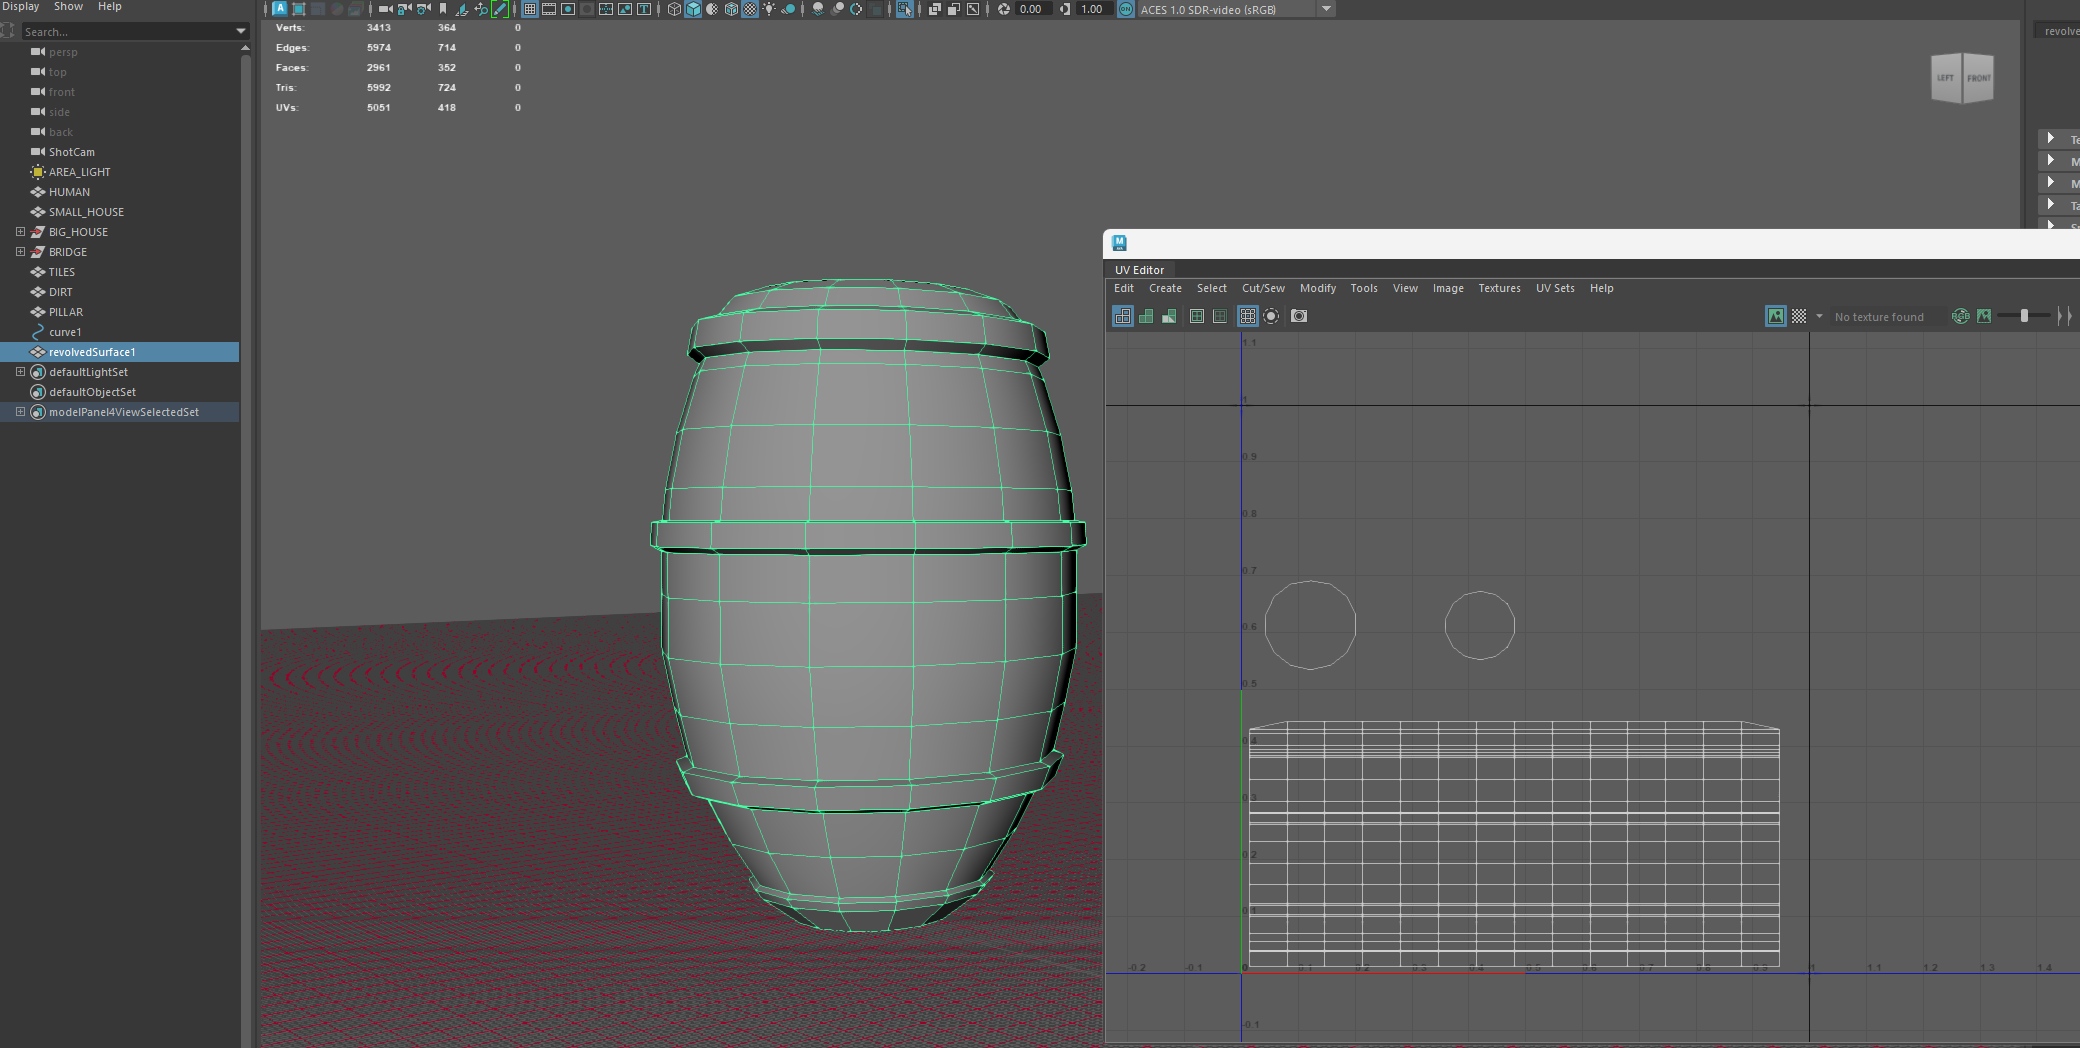 Display Show Help
A T 0.00 1.00 ON ACES 1.0 SDR-video (sRGB)
Search...
persp
top
front
side
back
ShotCam
AREA_LIGHT
HUMAN
SMALL_HOUSE
BIG_HOUSE
BRIDGE
TILES
DIRT
PILLAR
curve1
revolvedSurface1
defaultLightSet
defaultObjectSet
modelPanel4ViewSelectedSet
Verts: 3413 364 0
Edges: 5974 714 0
Faces: 2961 352 0
Tris: 5992 724 0
UVs: 5051 418 0
LEFT FRONT
revolve
Te
M
M
Ta
M
UV Editor
Edit Create Select Cut/Sew Modify Tools View Image Textures UV Sets Help
No texture found RGB
1.1
1
0.9
0.8
0.7
0.6
0.5
0.4
0.3
0.2
0.1
-0.2 -0.1 0 0.1 0.2 0.3 0.4 0.5 0.6 0.7 0.8 0.9 1 1.1 1.2 1.3 1.4
-0.1